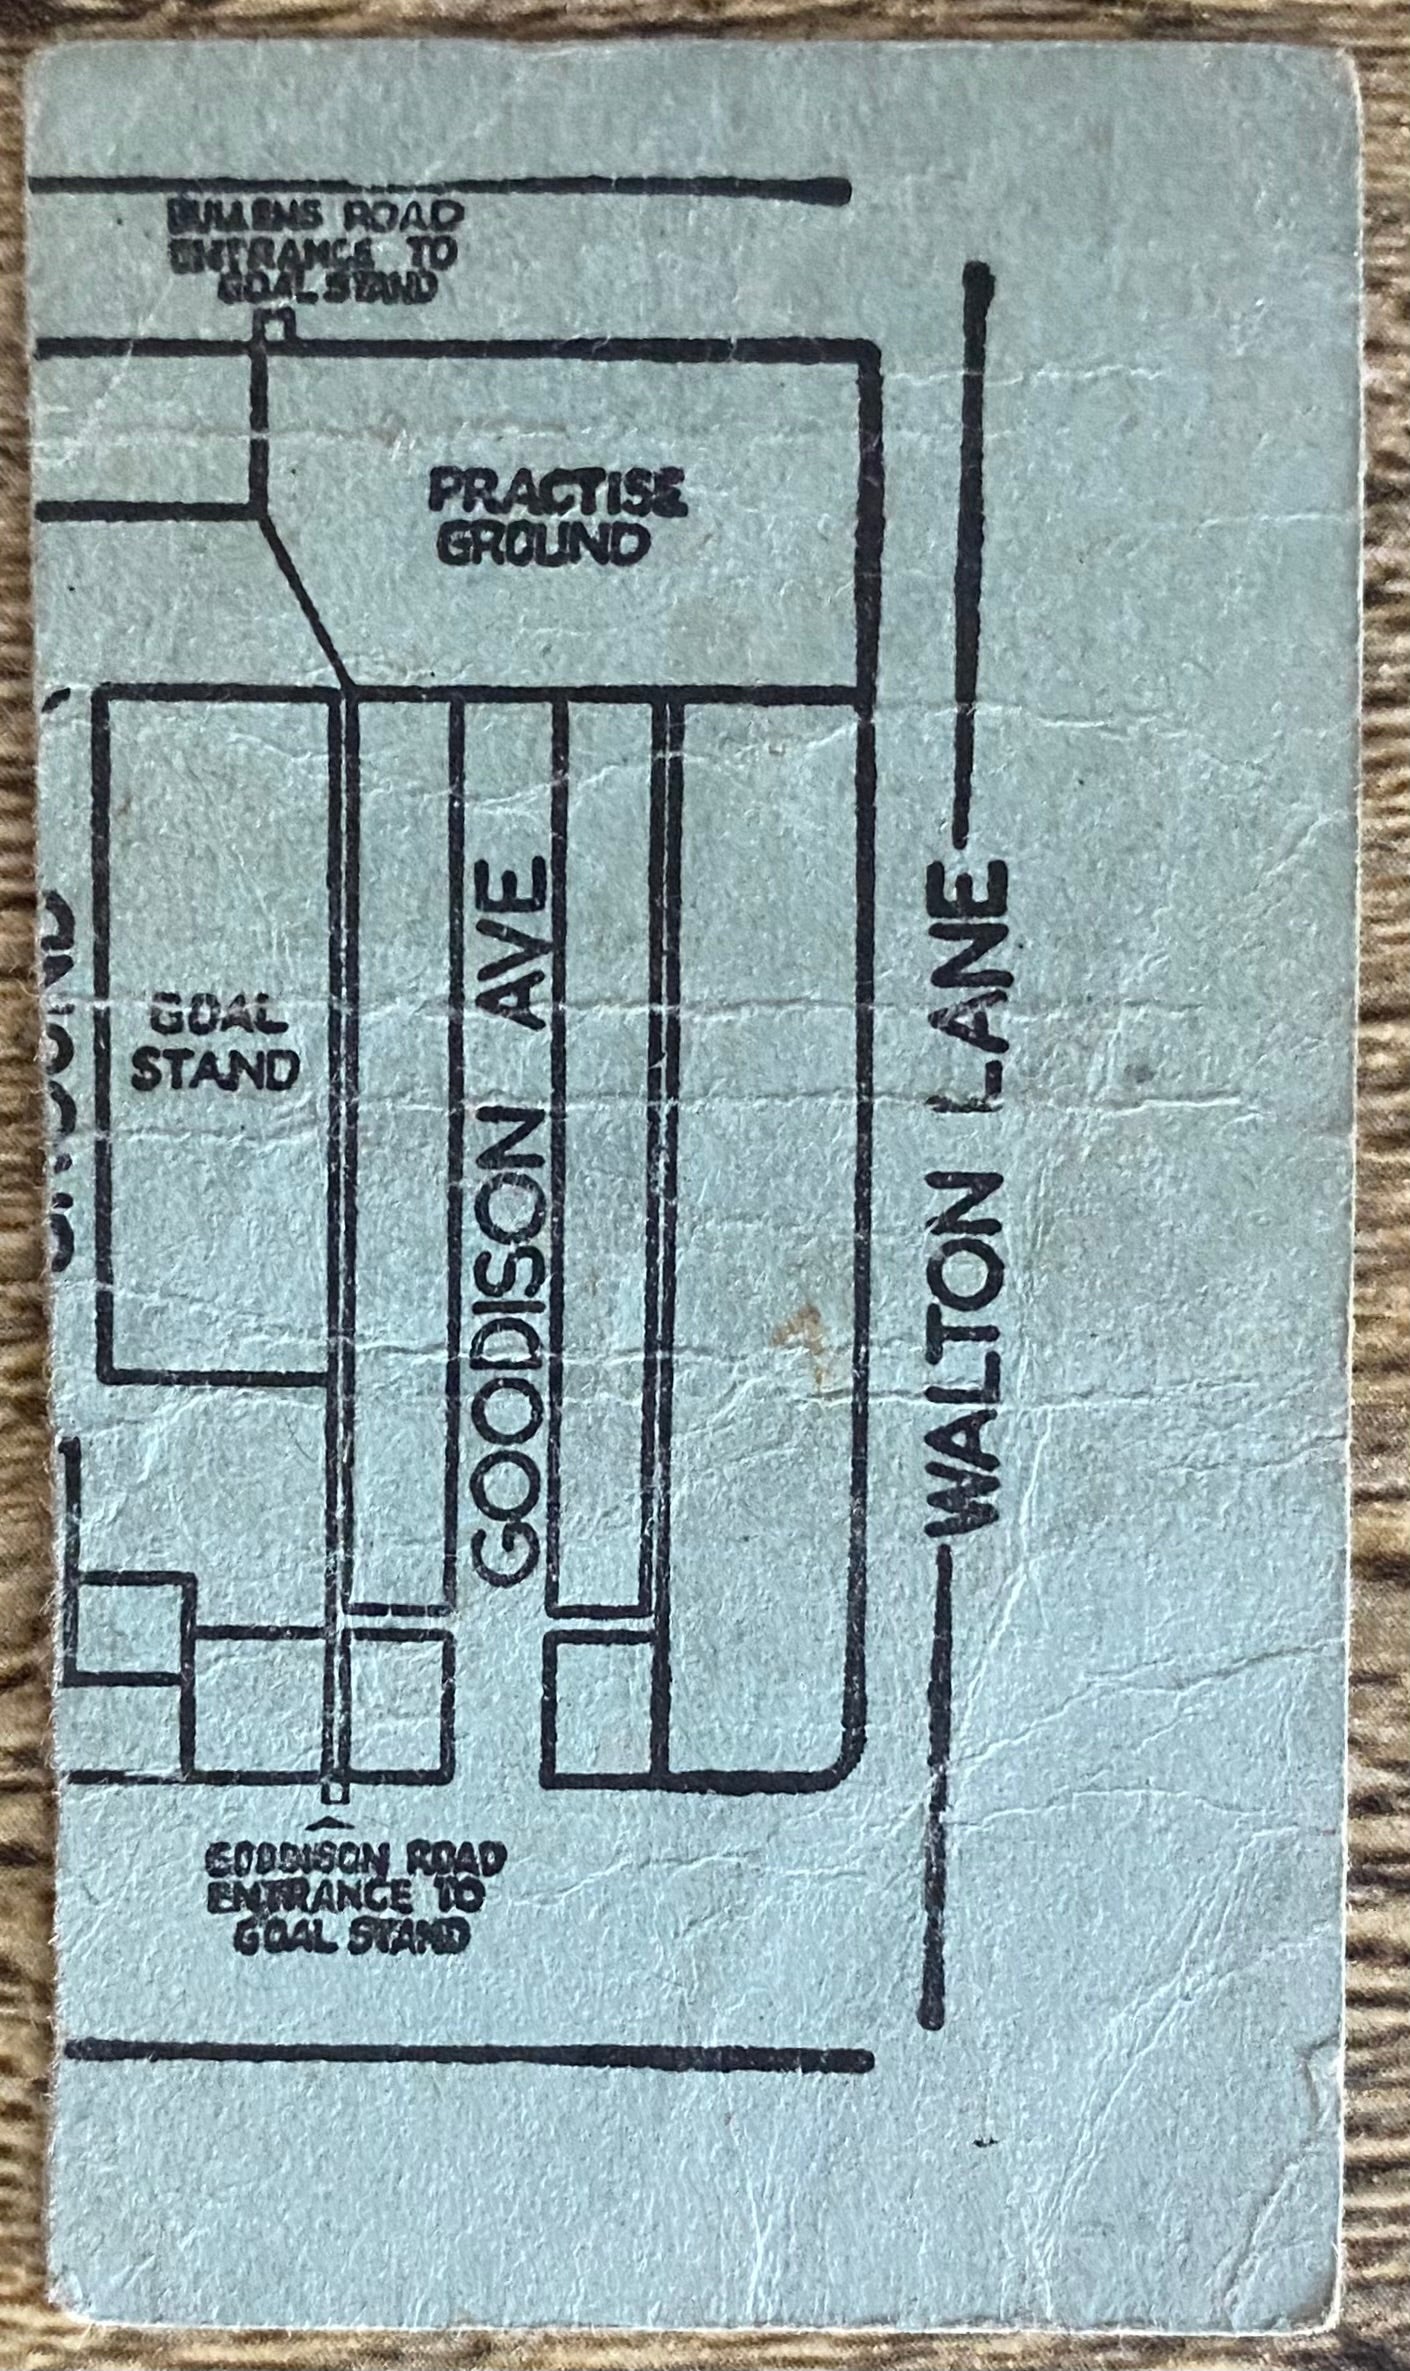 BULLENS ROAD
ENTRANCE TO
GOAL STAND
PRACTISE
GROUND
GOAL
STAND
GOODISON AVE
WALTON LANE
GOODISON ROAD
ENTRANCE TO
GOAL STAND